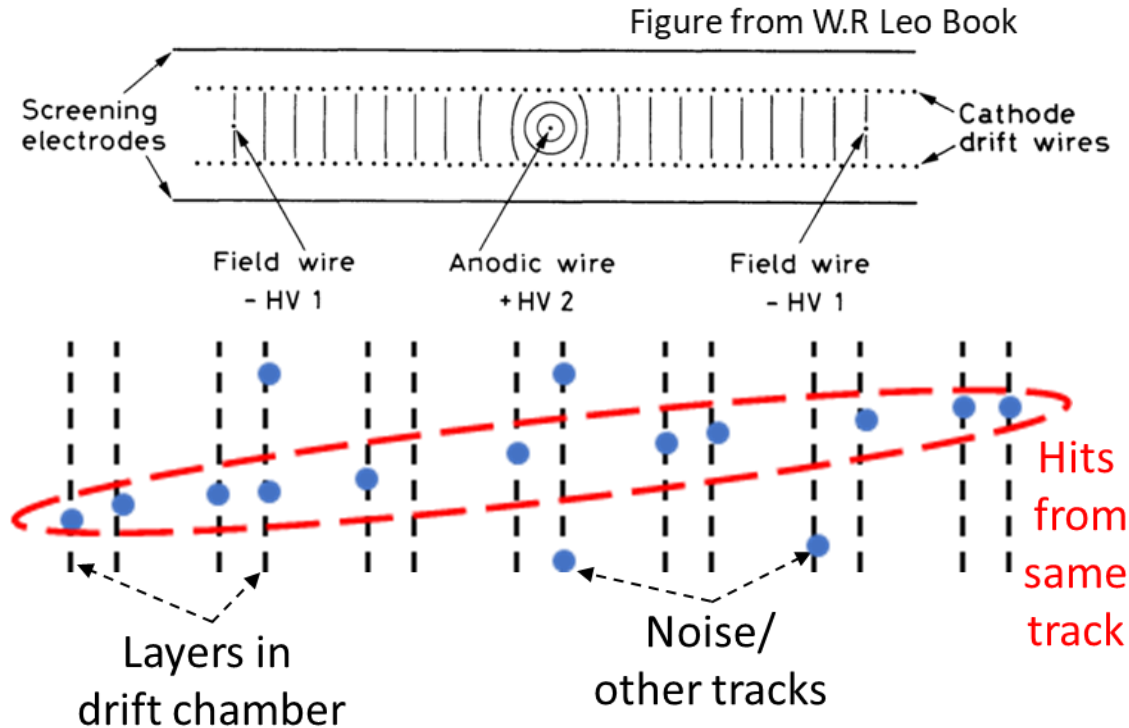 Figure from W.R Leo Book
Screening
electrodes
Cathode
drift wires
Field wire
- HV 1
Anodic wire
+ HV 2
Field wire
- HV 1
Hits
from
same
track
Layers in
drift chamber
Noise/
other tracks